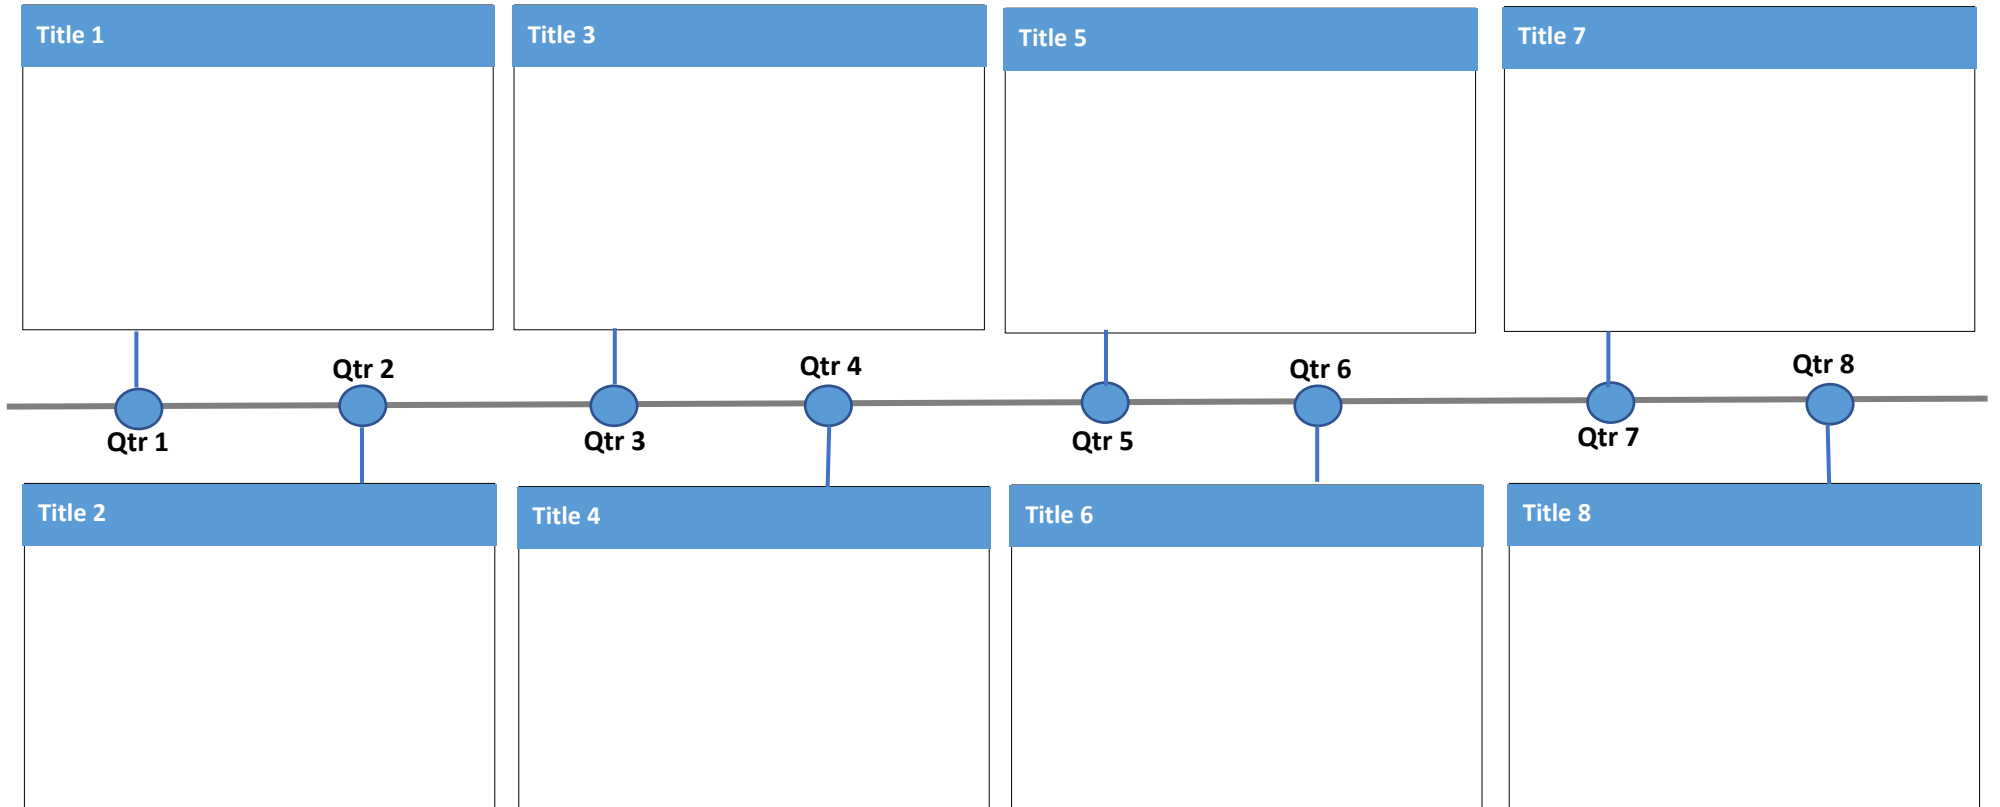 Title 1
Title 3
Title 5
Title 7
Qtr 1
Qtr 2
Qtr 3
Qtr 4
Qtr 5
Qtr 6
Qtr 7
Qtr 8
Title 2
Title 4
Title 6
Title 8